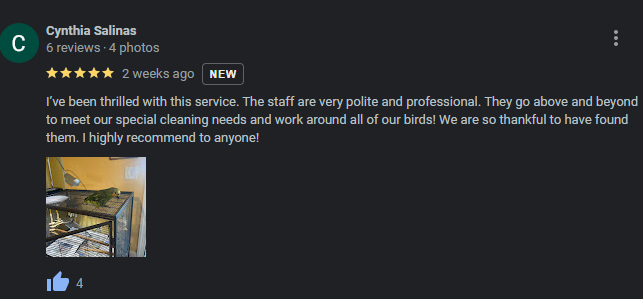 C
Cynthia Salinas
6 reviews · 4 photos
2 weeks ago NEW
I’ve been thrilled with this service. The staff are very polite and professional. They go above and beyond
to meet our special cleaning needs and work around all of our birds! We are so thankful to have found
them. I highly recommend to anyone!
4